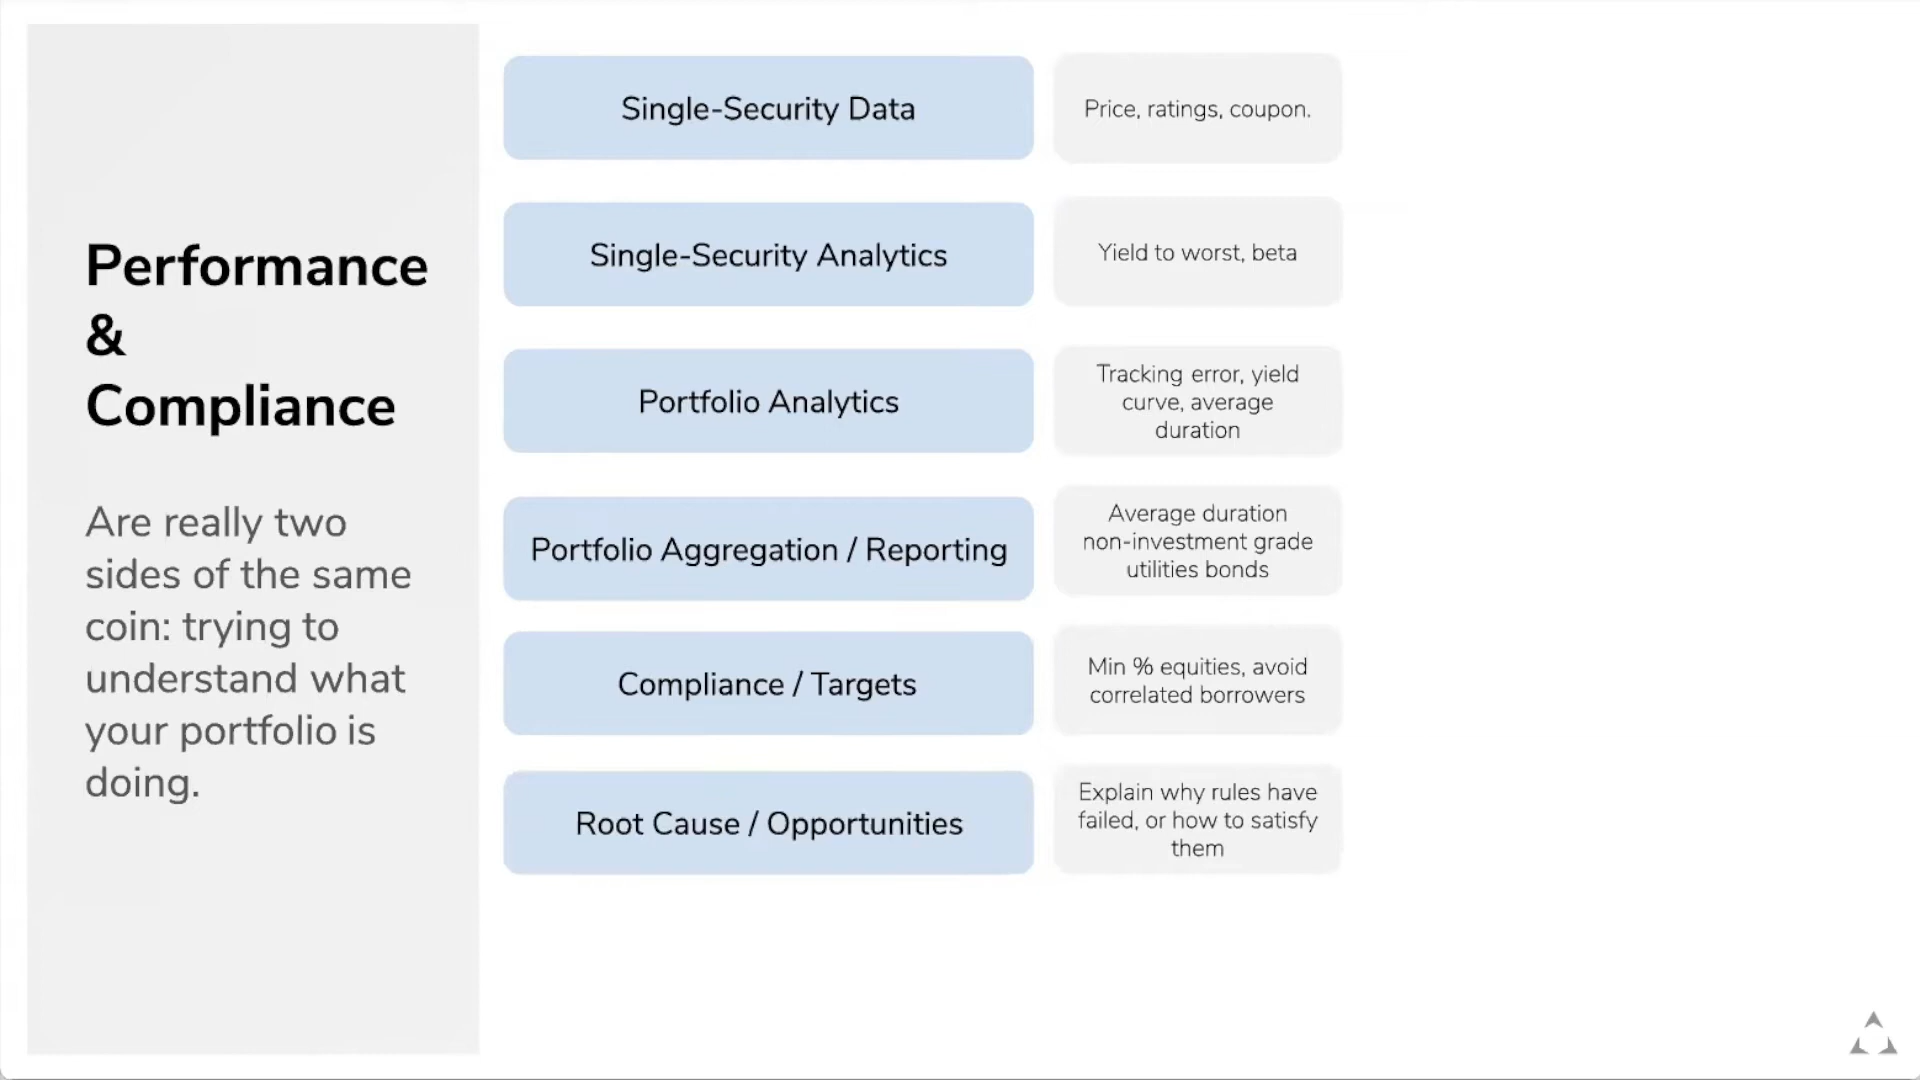 Performance
&
Compliance
Are really two
sides of the same
coin: trying to
understand what
your portfolio is
doing.
Single-Security Data
Price, ratings, coupon.
Single-Security Analytics
Yield to worst, beta
Portfolio Analytics
Tracking error, yield
curve, average
duration
Portfolio Aggregation / Reporting
Average duration
non-investment grade
utilities bonds
Compliance / Targets
Min % equities, avoid
correlated borrowers
Root Cause / Opportunities
Explain why rules have
failed, or how to satisfy
them